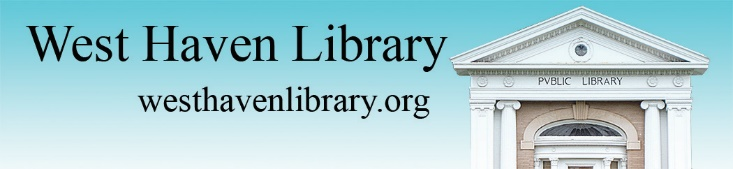 West Haven Library
westhavenlibrary.org
PVBLIC LIBRARY